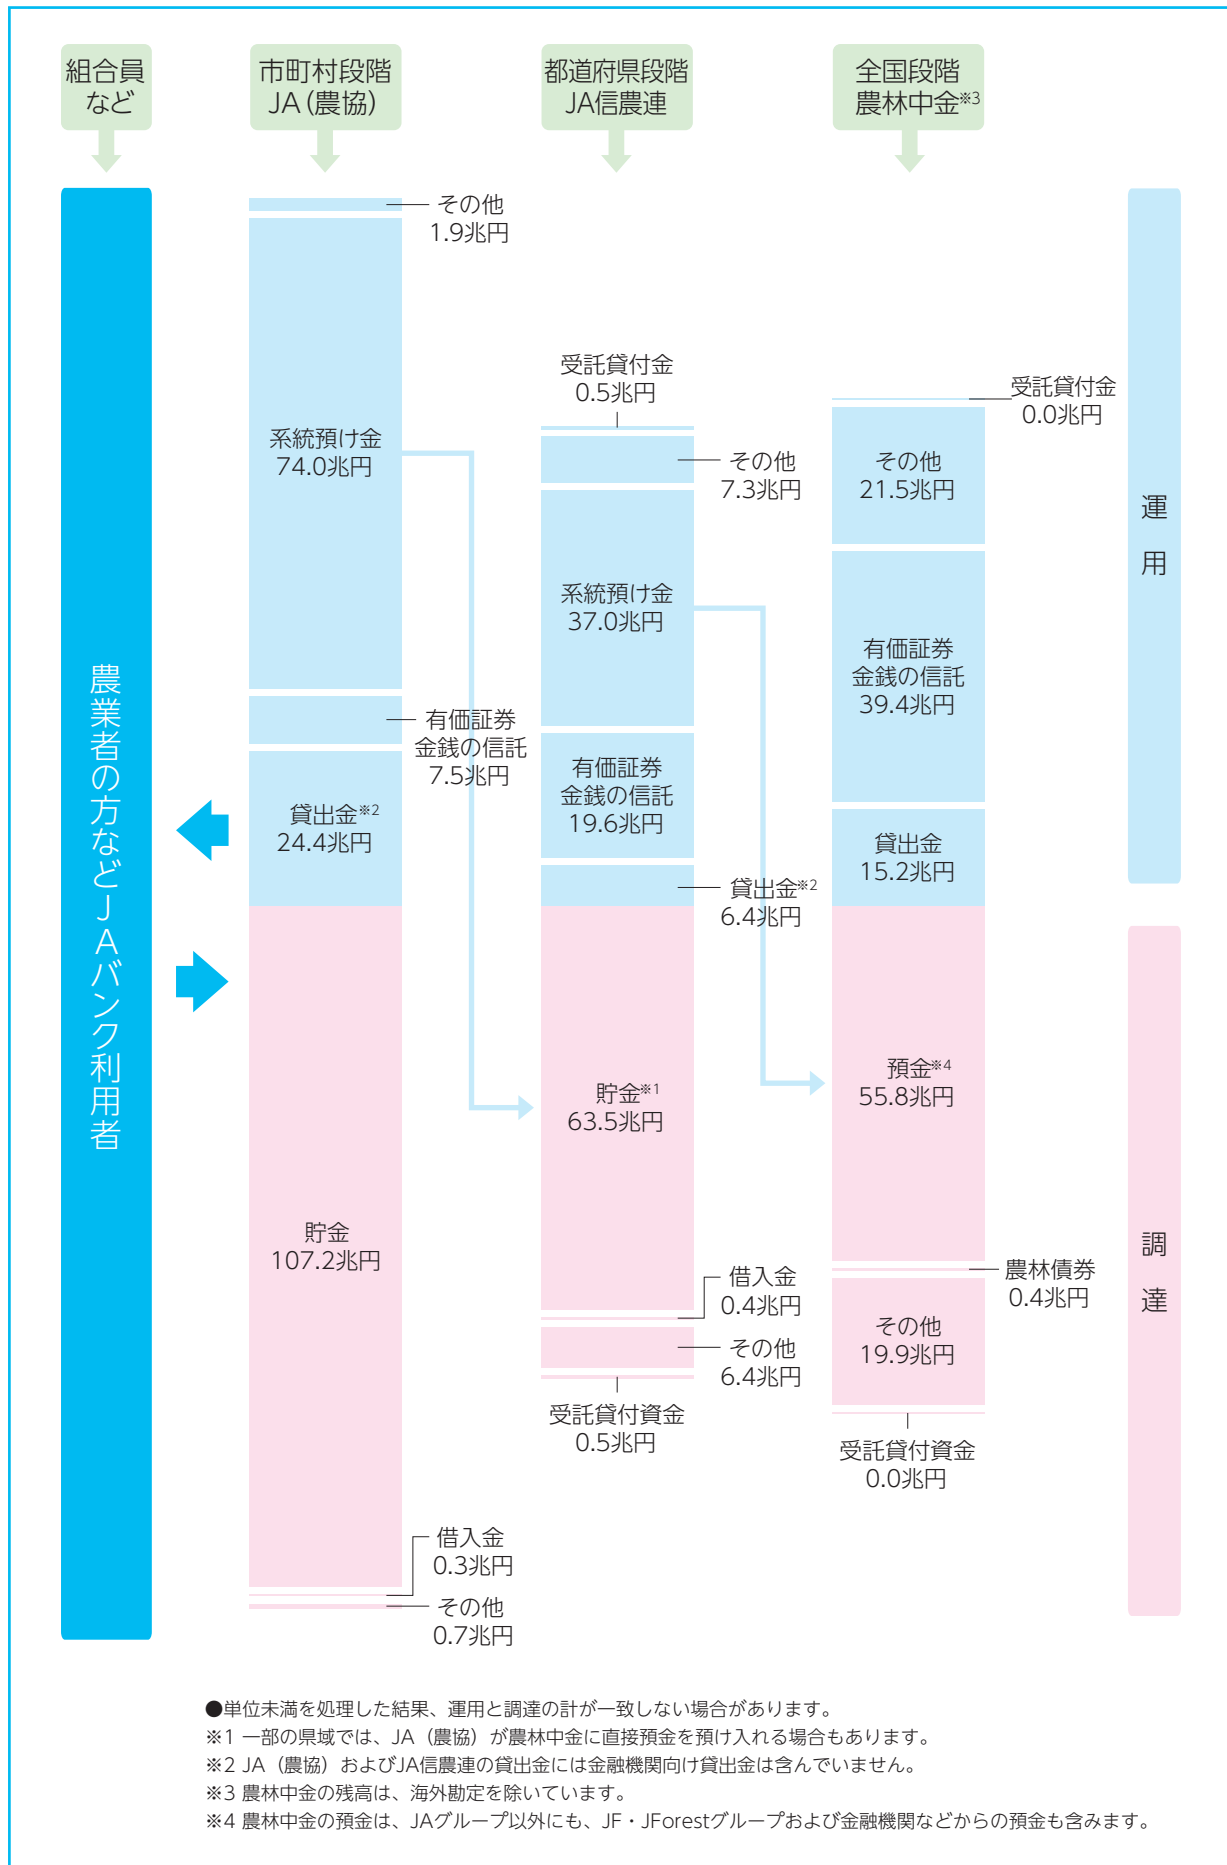 組合員
など
市町村段階
JA（農協）
都道府県段階
JA信農連
全国段階
農林中金※3
農業者の方などＪＡバンク利用者
その他
1.9兆円
系統預け金
74.0兆円
有価証券
金銭の信託
7.5兆円
貸出金※2
24.4兆円
貯金
107.2兆円
借入金
0.3兆円
その他
0.7兆円
受託貸付金
0.5兆円
その他
7.3兆円
系統預け金
37.0兆円
有価証券
金銭の信託
19.6兆円
貸出金※2
6.4兆円
貯金※1
63.5兆円
借入金
0.4兆円
その他
6.4兆円
受託貸付資金
0.5兆円
受託貸付金
0.0兆円
その他
21.5兆円
有価証券
金銭の信託
39.4兆円
貸出金
15.2兆円
預金※4
55.8兆円
農林債券
0.4兆円
その他
19.9兆円
受託貸付資金
0.0兆円
運用
調達
●単位未満を処理した結果、運用と調達の計が一致しない場合があります。
※1 一部の県域では、JA（農協）が農林中金に直接預金を預け入れる場合もあります。
※2 JA（農協）およびJA信農連の貸出金には金融機関向け貸出金は含んでいません。
※3 農林中金の残高は、海外勘定を除いています。
※4 農林中金の預金は、JAグループ以外にも、JF・JForestグループおよび金融機関などからの預金も含みます。